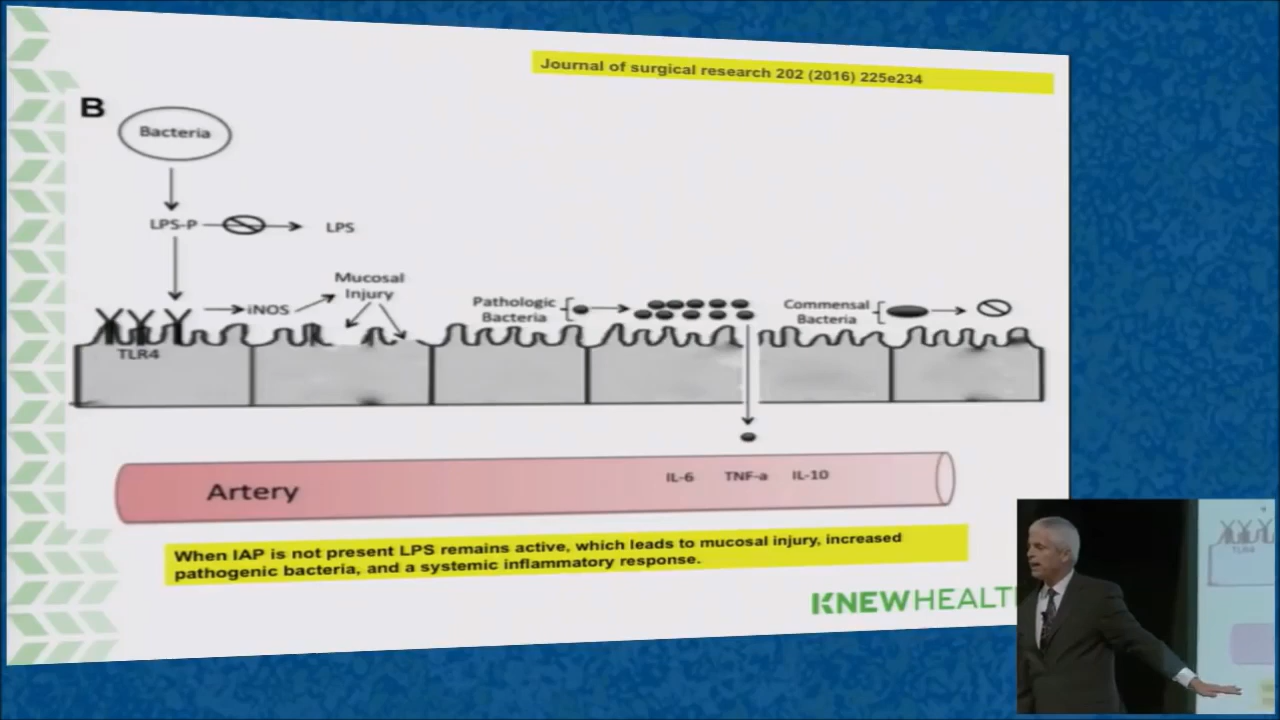 Journal of surgical research 202 (2016) 225e234
B
Bacteria
LPS-P
LPS
Mucosal
Injury
iNOS
TLR4
Pathologic
Bacteria
Commensal
Bacteria
IL-6 TNF-a IL-10
Artery
When IAP is not present LPS remains active, which leads to mucosal injury, increased
pathogenic bacteria, and a systemic inflammatory response.
KNEWHEALT
TLR4